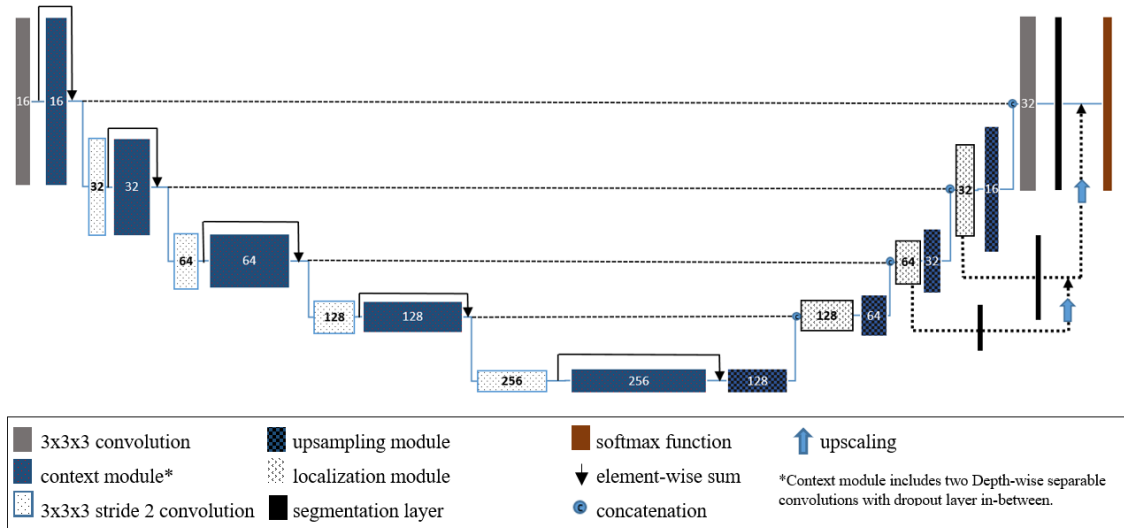 16
16
c
32
32
32
c
32
16
64
64
c
64
32
128
128
c
128
64
256
256
128
3x3x3 convolution
upsampling module
softmax function
upscaling
context module*
localization module
element-wise sum
*Context module includes two Depth-wise separable
convolutions with dropout layer in-between.
3x3x3 stride 2 convolution
segmentation layer
c
concatenation